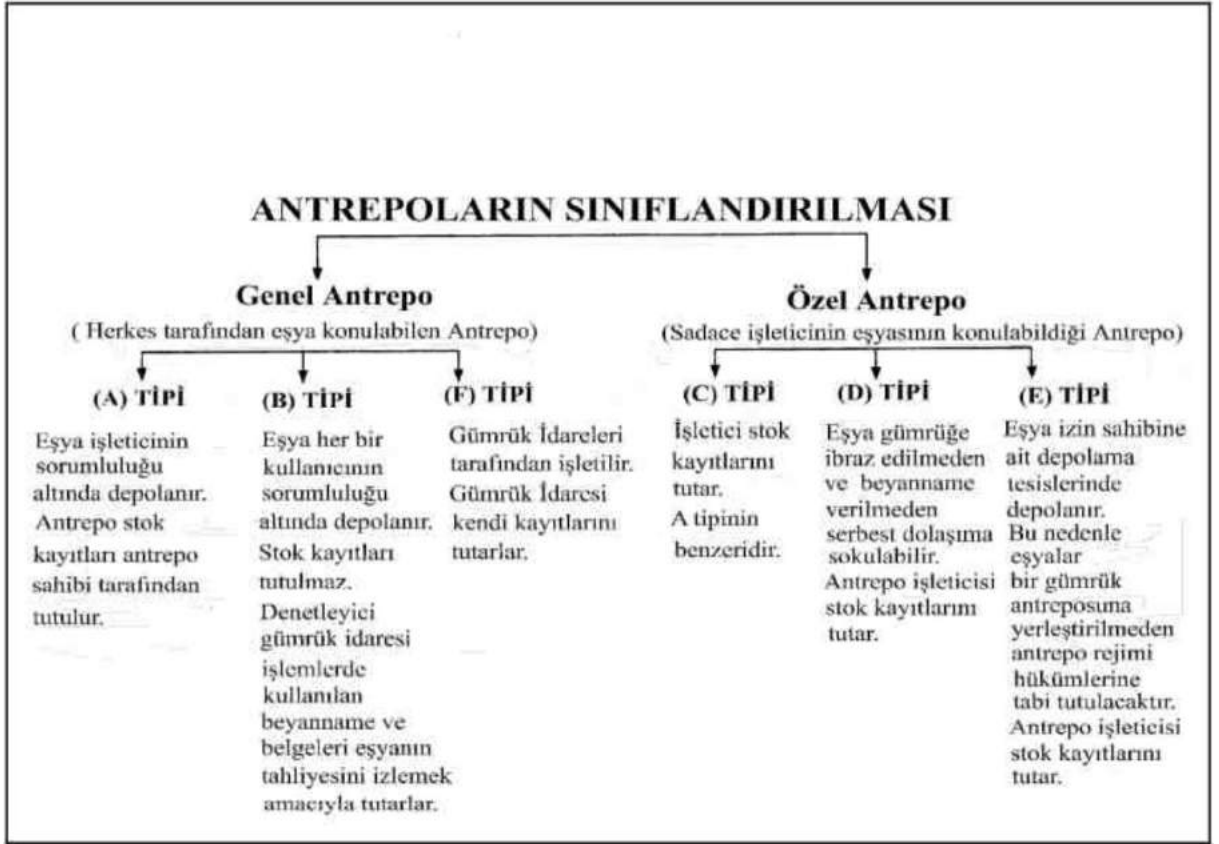 ANTREPOLARIN SINIFLANDIRILMASI
Genel Antrepo
( Herkes tarafından eşya konulabilen Antrepo)
(A) TİPİ
Eşya işleticinin
sorumluluğu
altında depolanır.
Antrepo stok
kayıtları antrepo
sahibi tarafından
tutulur.
(B) TİPİ
Eşya her bir
kullanıcının
sorumluluğu
altında depolanır.
Stok kayıtları
tutulmaz.
Denetleyici
gümrük idaresi
işlemlerde
kullanılan
beyanname ve
belgeleri eşyanın
tahliyesini izlemek
amacıyla tutarlar.
(F) TİPİ
Gümrük İdareleri
tarafından işletilir.
Gümrük İdaresi
kendi kayıtlarını
tutarlar.
Özel Antrepo
(Sadace işleticinin eşyasının konulabildiği Antrepo)
(C) TİPİ
İşletici stok
kayıtlarını
tutar.
A tipinin
benzeridir.
(D) TİPİ
Eşya gümrüğe
ibraz edilmeden
ve beyanname
verilmeden
serbest dolaşıma
sokulabilir.
Antrepo işleticisi
stok kayıtlarını
tutar.
(E) TİPİ
Eşya izin sahibine
ait depolama
tesislerinde
depolanır.
Bu nedenle
eşyalar
bir gümrük
antreposuna
yerleştirilmeden
antrepo rejimi
hükümlerine
tabi tutulacaktır.
Antrepo işleticisi
stok kayıtlarını
tutar.